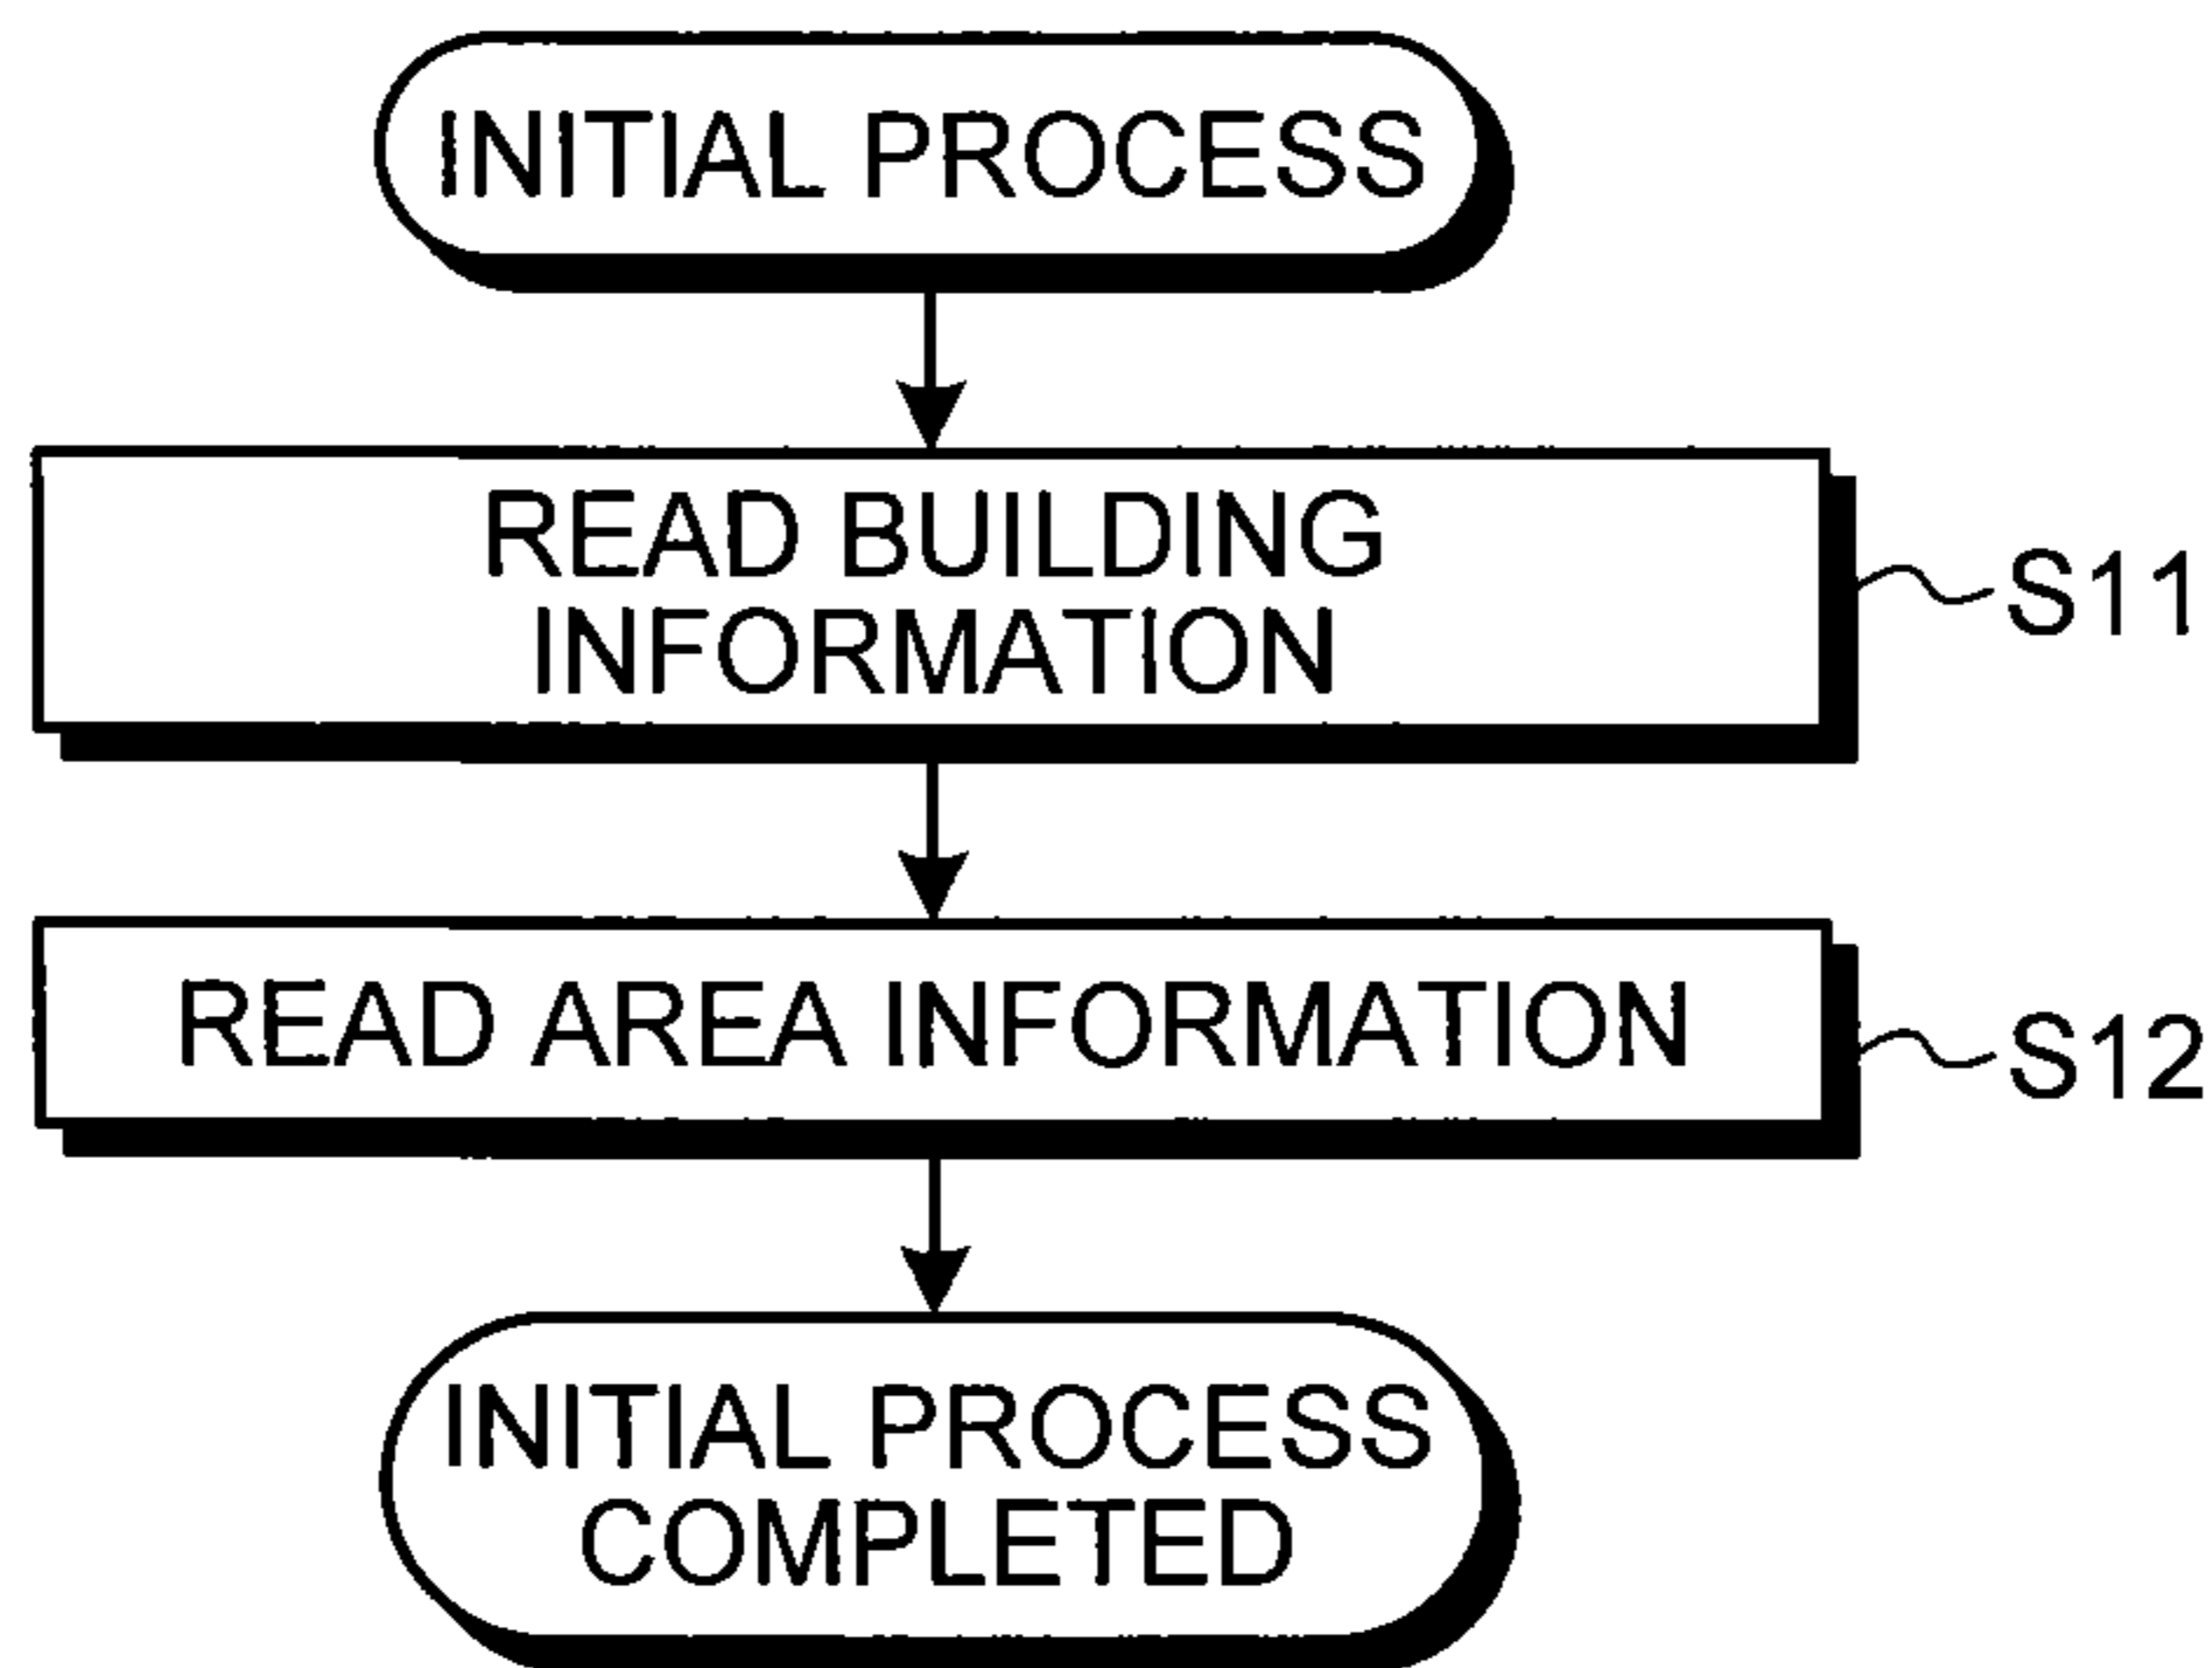 INITIAL PROCESS
READ BUILDING
INFORMATION
S11
READ AREA INFORMATION
S12
INITIAL PROCESS
COMPLETED